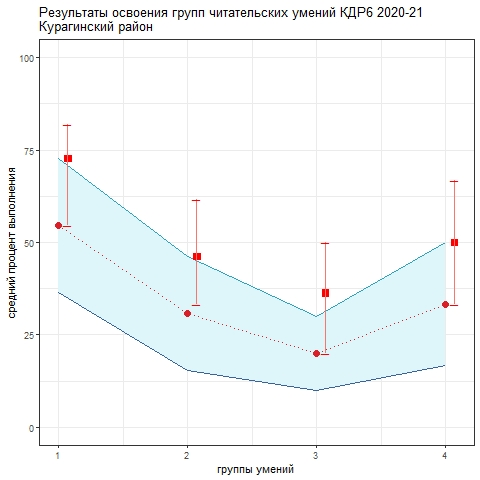 Результаты освоения групп читательских умений КДР6 2020-21
Курагинский район
средний процент выполнения
100
75
50
25
0
1 2 3 4
группы умений